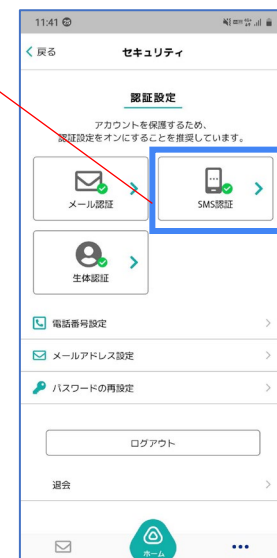 11:41
戻る
セキュリティ
認証設定
アカウントを保護するため、
認証設定をオンにすることを推奨しています。
メール認証
SMS認証
生体認証
電話番号設定
メールアドレス設定
パスワードの再設定
ログアウト
退会
ホーム